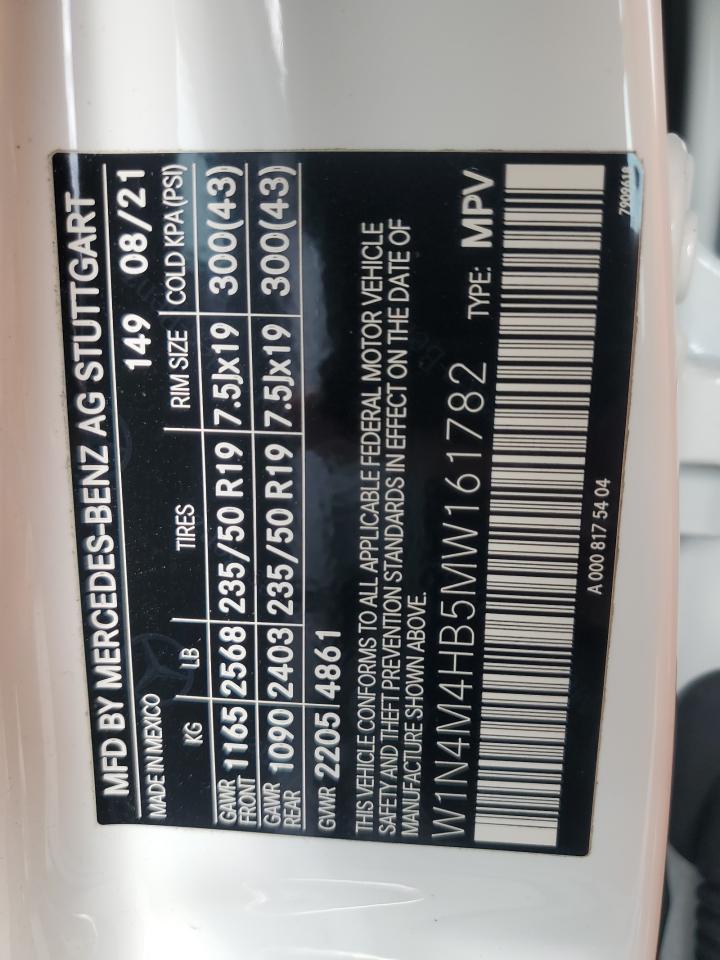 MFD BY MERCEDES-BENZ AG STUTTGART
MADE IN MEXICO 149 08/21
KG LB TIRES RIM SIZE COLD KPA(PSI)
GAWR FRONT 1165 2568 235/50 R19 7.5Jx19 300(43)
GAWR REAR 1090 2403 235/50 R19 7.5Jx19 300(43)
GVWR 2205 4861
THIS VEHICLE CONFORMS TO ALL APPLICABLE FEDERAL MOTOR VEHICLE
SAFETY AND THEFT PREVENTION STANDARDS IN EFFECT ON THE DATE OF
MANUFACTURE SHOWN ABOVE.
W1N4M4HB5MW161782 TYPE: MPV
A 000 817 54 04 7909618